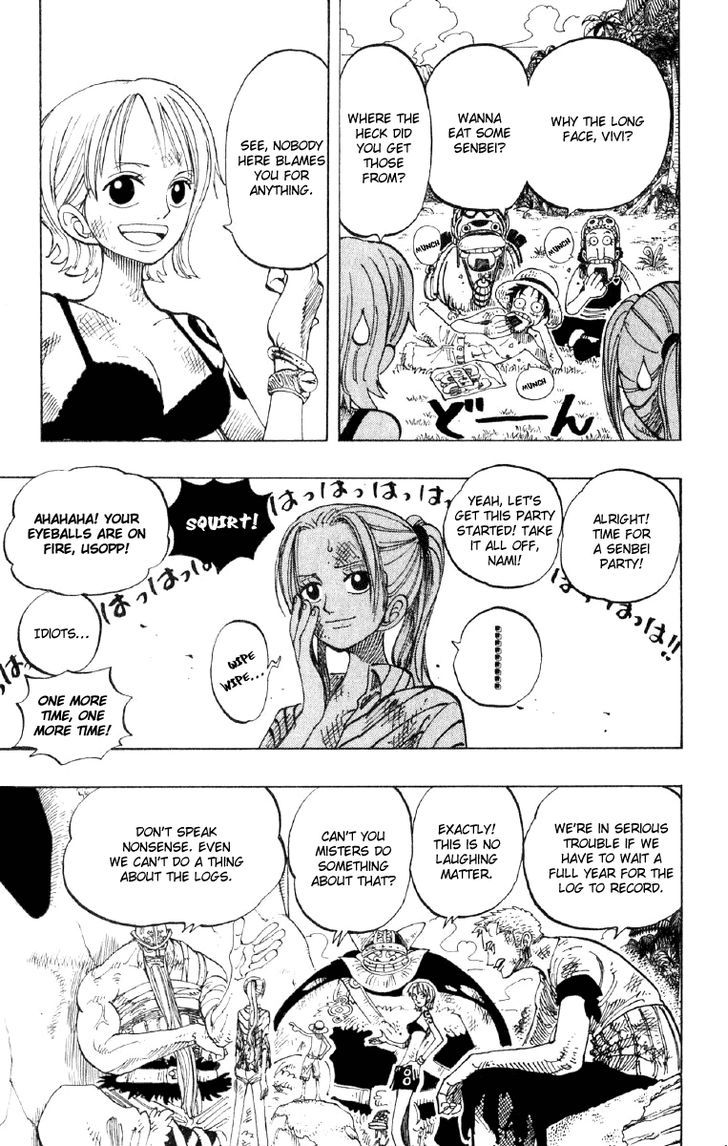 WHY THE LONG
FACE, VIVI?
WANNA
EAT SOME
SENBEI?
WHERE THE
HECK DID
YOU GET
THOSE
FROM?
MUNCH
MUNCH
MUNCH
どーん
SEE, NOBODY
HERE BLAMES
YOU FOR
ANYTHING.
ALRIGHT!
TIME FOR
A SENBEI
PARTY!
YEAH, LET'S
GET THIS PARTY
STARTED! TAKE
IT ALL OFF,
NAMI!
はっはっはっはっ
はっはっはっ
はっはっは!!
は
SQUIRT!
AHAHAHA! YOUR
EYEBALLS ARE ON
FIRE, USOPP!
IDIOTS...
WIPE
WIPE...
ONE MORE
TIME, ONE
MORE TIME!
WE'RE IN SERIOUS
TROUBLE IF WE
HAVE TO WAIT A
FULL YEAR FOR THE
LOG TO RECORD.
EXACTLY!
THIS IS NO
LAUGHING
MATTER.
CAN'T YOU
MISTERS DO
SOMETHING
ABOUT THAT?
DON'T SPEAK
NONSENSE. EVEN
WE CAN'T DO A THING
ABOUT THE LOGS.